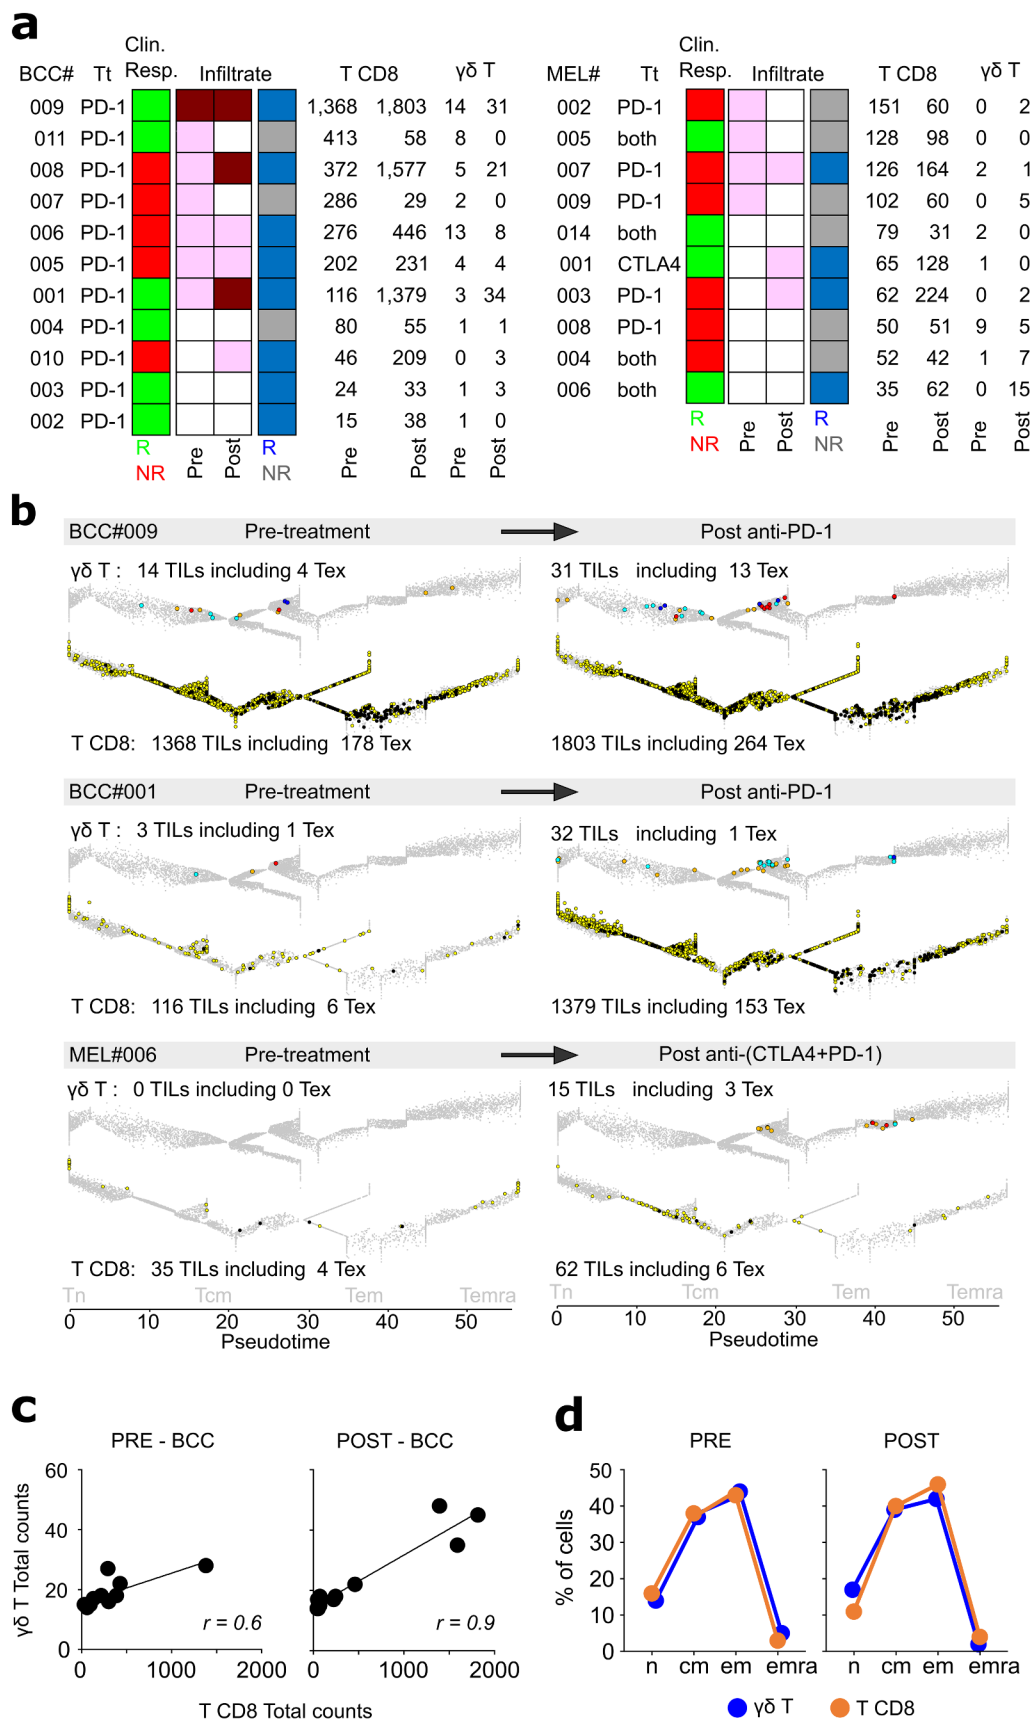 a
Clin. Clin.
BCC# Tt Resp. Infiltrate T CD8 γδ T MEL# Tt Resp. Infiltrate T CD8 γδ T
009 PD-1 1,368 1,803 14 31 002 PD-1 151 60 0 2
011 PD-1 413 58 8 0 005 both 128 98 0 0
008 PD-1 372 1,577 5 21 007 PD-1 126 164 2 1
007 PD-1 286 29 2 0 009 PD-1 102 60 0 5
006 PD-1 276 446 13 8 014 both 79 31 2 0
005 PD-1 202 231 4 4 001 CTLA4 65 128 1 0
001 PD-1 116 1,379 3 34 003 PD-1 62 224 0 2
004 PD-1 80 55 1 1 008 PD-1 50 51 9 5
010 PD-1 46 209 0 3 004 both 52 42 1 7
003 PD-1 24 33 1 3 006 both 35 62 0 15
002 PD-1 15 38 1 0
R Pre Post R Pre Post Pre Post R Pre Post R Pre Post Pre Post
NR NR NR NR
b
BCC#009 Pre-treatment Post anti-PD-1
γδ T : 14 TILs including 4 Tex 31 TILs including 13 Tex
T CD8: 1368 TILs including 178 Tex 1803 TILs including 264 Tex
BCC#001 Pre-treatment Post anti-PD-1
γδ T : 3 TILs including 1 Tex 32 TILs including 1 Tex
T CD8: 116 TILs including 6 Tex 1379 TILs including 153 Tex
MEL#006 Pre-treatment Post anti-(CTLA4+PD-1)
γδ T : 0 TILs including 0 Tex 15 TILs including 3 Tex
T CD8: 35 TILs including 4 Tex 62 TILs including 6 Tex
Tn Tcm Tem Temra Tn Tcm Tem Temra
0 10 20 30 40 50 0 10 20 30 40 50
Pseudotime Pseudotime
c
PRE - BCC POST - BCC
γδ T Total counts
60
40
20
0
r = 0.6 r = 0.9
0 1000 2000 0 1000 2000
T CD8 Total counts
d
PRE POST
% of cells
50
40
30
20
10
0
n cm em emra n cm em emra
γδ T T CD8